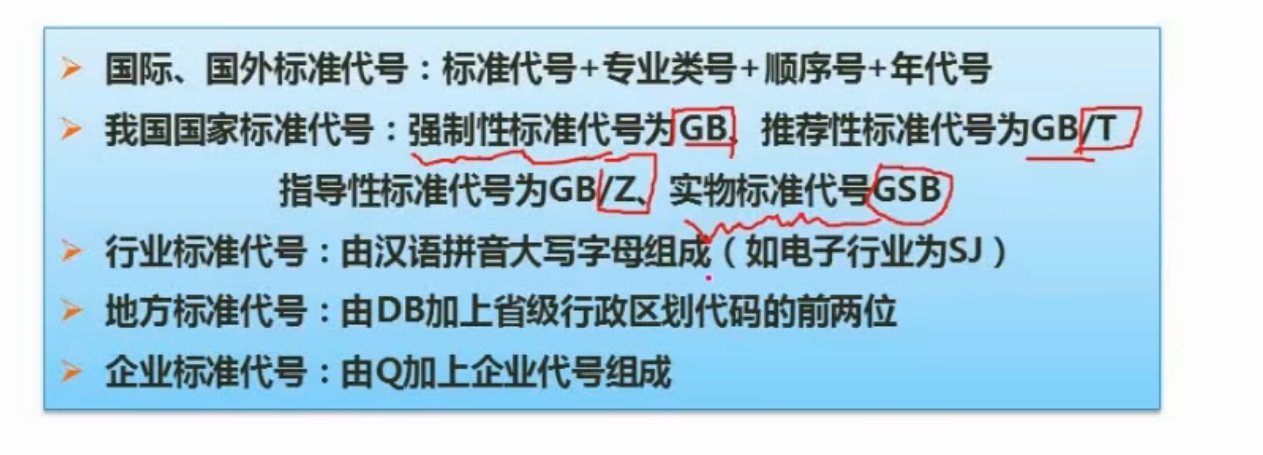 国际、国外标准代号：标准代号+专业类号+顺序号+年代号
我国国家标准代号：强制性标准代号为GB、推荐性标准代号为GB/T
指导性标准代号为GB/Z、实物标准代号GSB
行业标准代号：由汉语拼音大写字母组成（如电子行业为SJ）
地方标准代号：由DB加上省级行政区划代码的前两位
企业标准代号：由Q加上企业代号组成